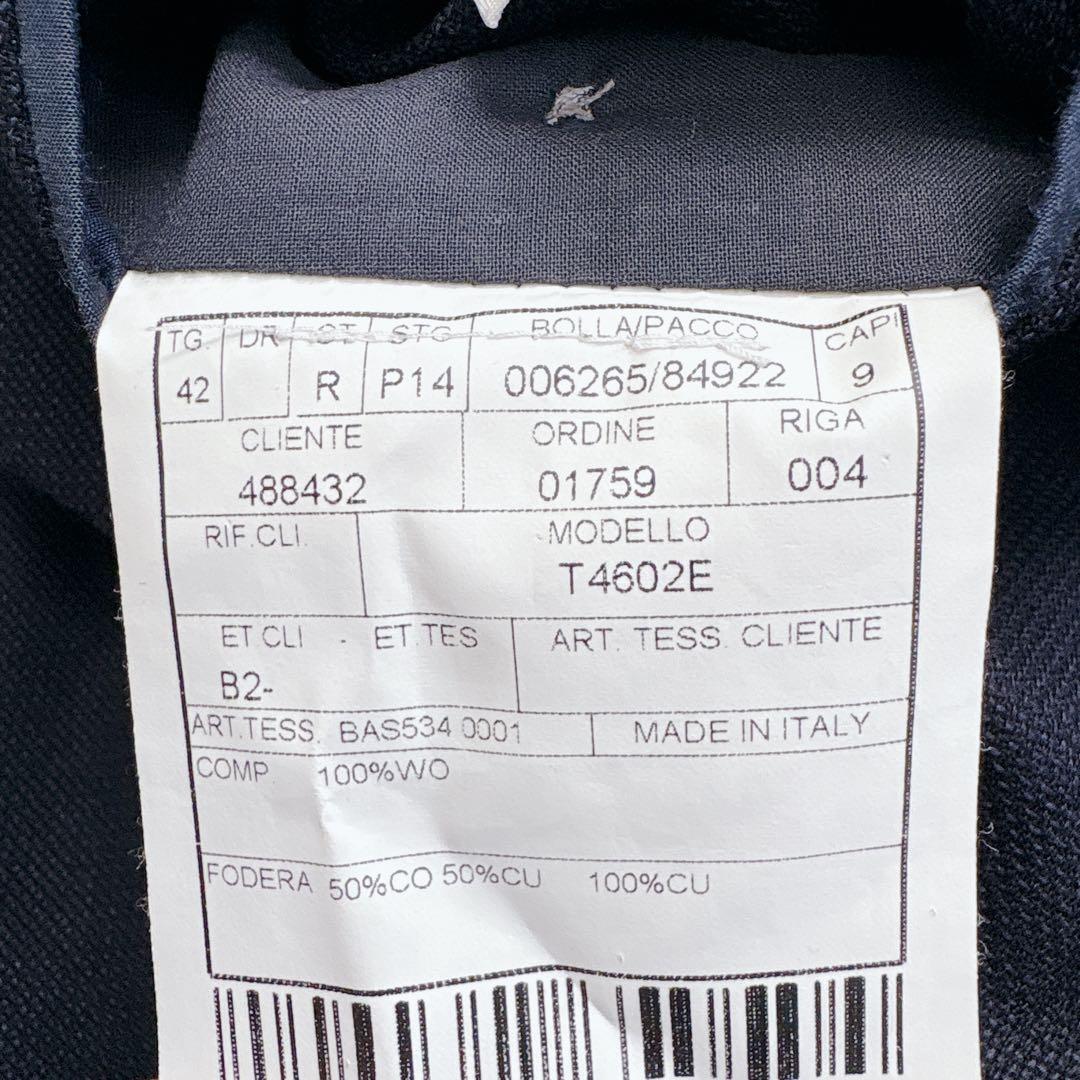 TG. DR ST STG BOLLA/PACCO CAPI
42 R P14 006265/84922 9
CLIENTE ORDINE RIGA
488432 01759 004
RIF.CLI. MODELLO
T4602E
ET.CLI - ET.TES ART. TESS. CLIENTE
B2-
ART.TESS. BAS534 0001 MADE IN ITALY
COMP. 100%WO
FODERA 50%CO 50%CU 100%CU